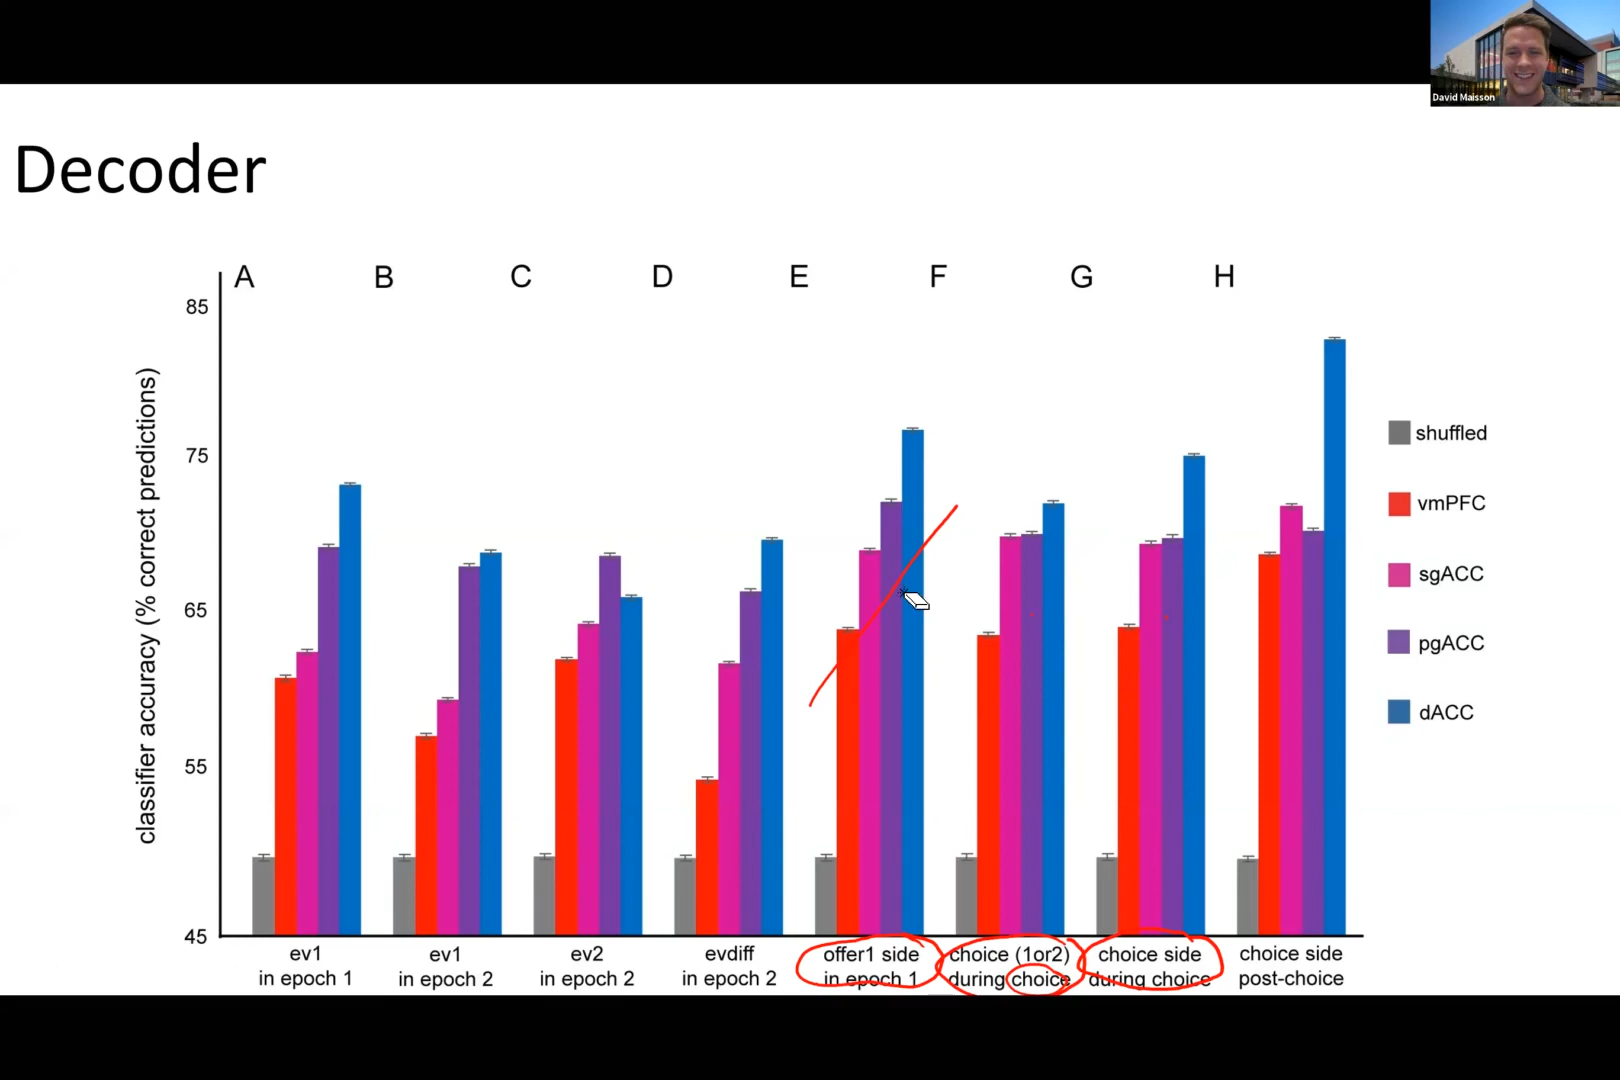 David Maisson
Decoder
A B C D E F G H
85
75
65
55
45
classifier accuracy (% correct predictions)
shuffled
vmPFC
sgACC
pgACC
dACC
ev1
in epoch 1
ev1
in epoch 2
ev2
in epoch 2
evdiff
in epoch 2
offer1 side
in epoch 1
choice (1or2)
during choice
choice side
during choice
choice side
post-choice